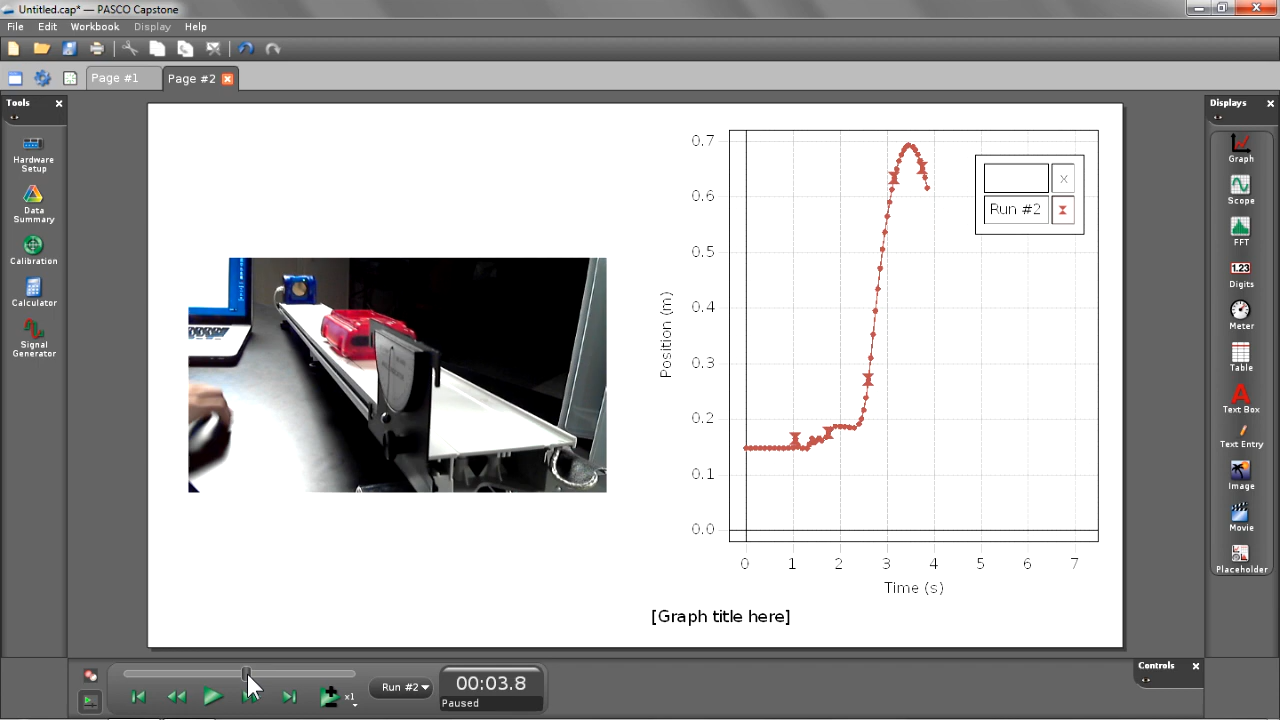 Untitled.cap* — PASCO Capstone
File Edit Workbook Display Help
Page #1 Page #2
Tools
Hardware
Setup
Data
Summary
Calibration
Calculator
Signal
Generator
0.7
0.6
0.5
0.4
0.3
0.2
0.1
0.0
Position (m)
Run #2
0 1 2 3 4 5 6 7
Time (s)
[Graph title here]
Displays
Graph
Scope
FFT
1.23
Digits
Meter
Table
Text Box
Text Entry
Image
Movie
Placeholder
x1
Run #2
00:03.8
Paused
Controls